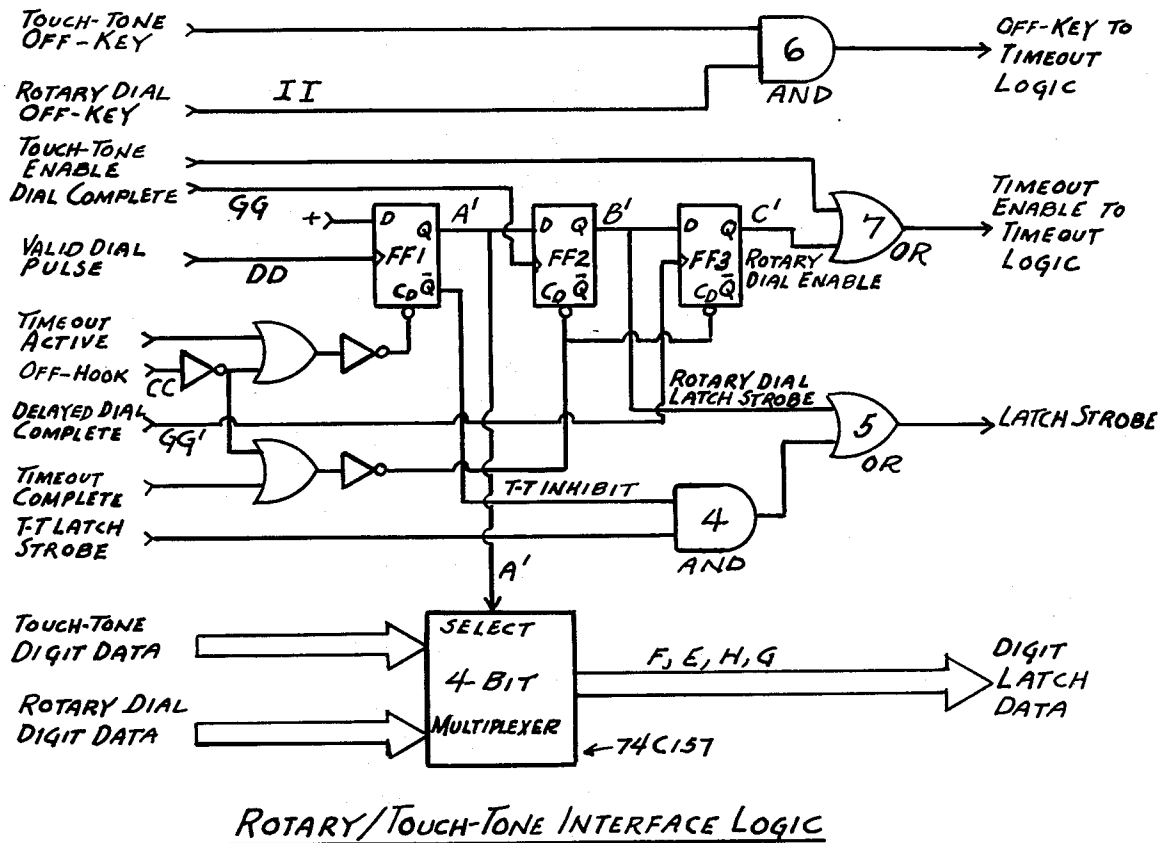 TOUCH-TONE
OFF-KEY
6
AND
OFF-KEY TO
TIMEOUT
LOGIC
ROTARY DIAL
OFF-KEY
II
TOUCH-TONE
ENABLE
DIAL COMPLETE
GG
+
D
Q
FF1
CD Q̅
A'
D
Q
FF2
CD Q̅
B'
D
Q
FF3
CD Q̅
C'
ROTARY
DIAL ENABLE
7
OR
TIMEOUT
ENABLE TO
TIMEOUT
LOGIC
VALID DIAL
PULSE
DD
TIMEOUT
ACTIVE
OFF-HOOK
CC
DELAYED DIAL
COMPLETE
GG'
ROTARY DIAL
LATCH STROBE
5
OR
LATCH STROBE
TIMEOUT
COMPLETE
T-T INHIBIT
4
AND
T-T LATCH
STROBE
A'
TOUCH-TONE
DIGIT DATA
ROTARY DIAL
DIGIT DATA
SELECT
4-BIT
MULTIPLEXER
F, E, H, G
DIGIT
LATCH
DATA
74C157
ROTARY/TOUCH-TONE INTERFACE LOGIC